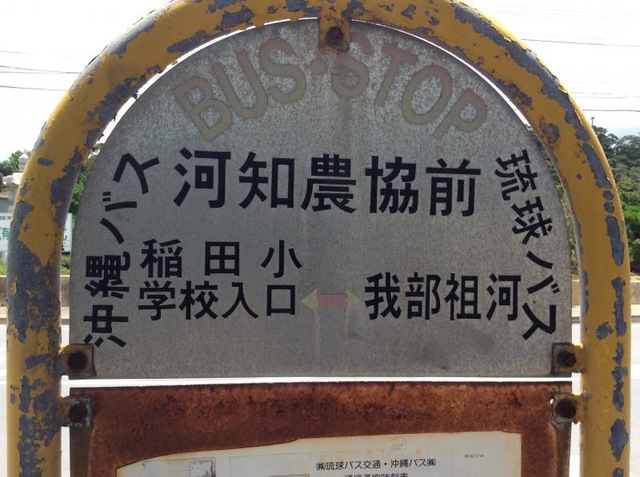 BUS・STOP
沖縄バス
河知農協前
琉球バス
稲田小
学校入口
我部祖河
㈱琉球バス交通・沖縄バス㈱